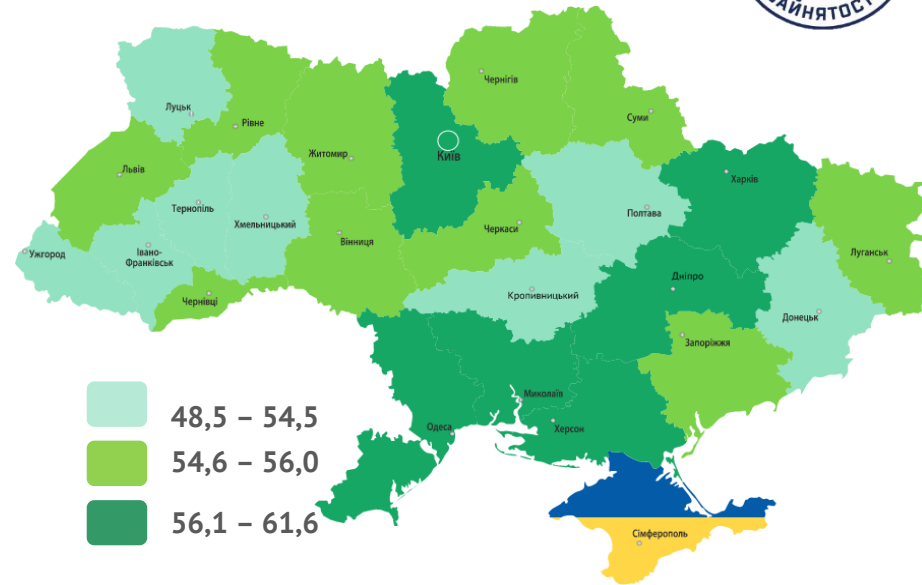 ЗАЙНЯТОСТ
Чернігів
Луцьк
Суми
Рівне
Київ
Житомир
Львів
Харків
Тернопіль
Полтава
Хмельницький
Черкаси
Вінниця
Ужгород
Івано-
Франківськ
Луганськ
Дніпро
Чернівці
Кропивницький
Донецьк
Запоріжжя
Миколаїв
Одеса
Херсон
48,5 – 54,5
54,6 – 56,0
56,1 – 61,6
Сімферополь